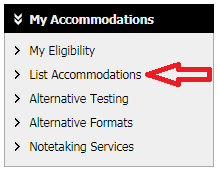 My Accommodations
My Eligibility
List Accommodations
Alternative Testing
Alternative Formats
Notetaking Services